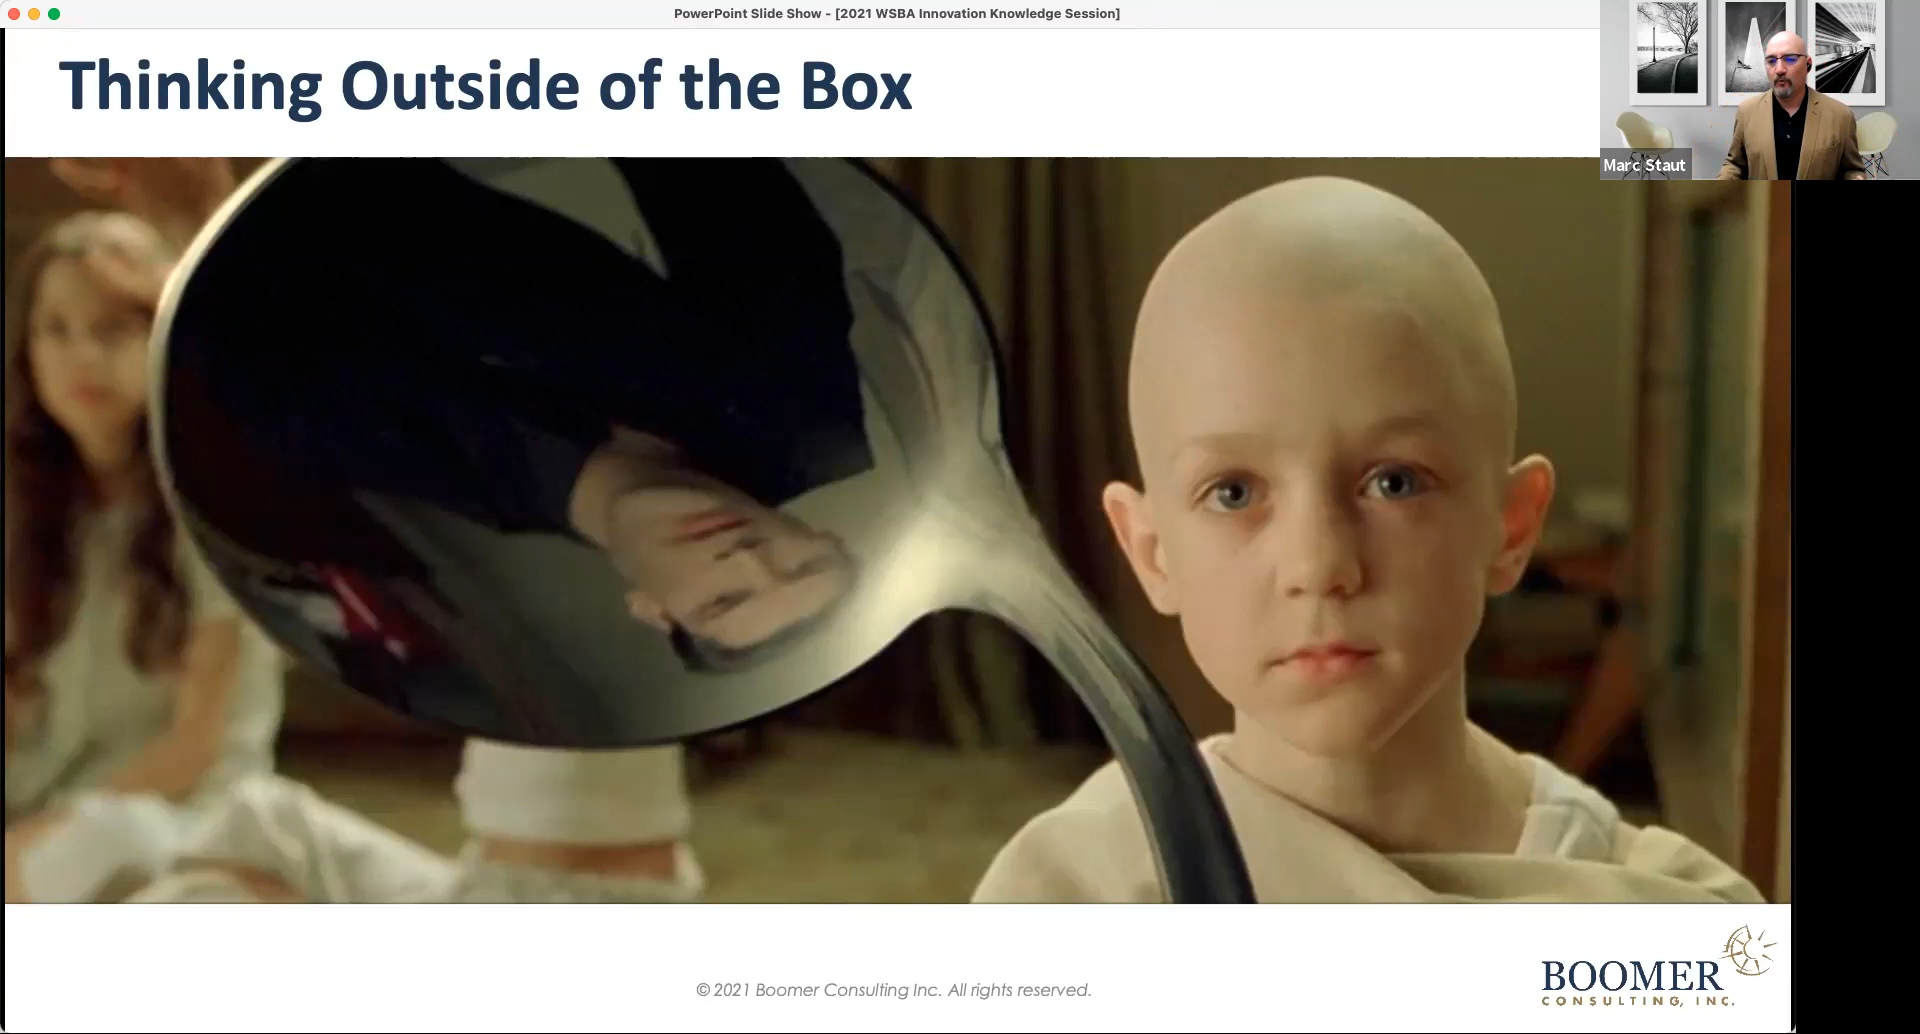 PowerPoint Slide Show - [2021 WSBA Innovation Knowledge Session]
Thinking Outside of the Box
Marc Staut
© 2021 Boomer Consulting Inc. All rights reserved.
BOOMER
CONSULTING, INC.